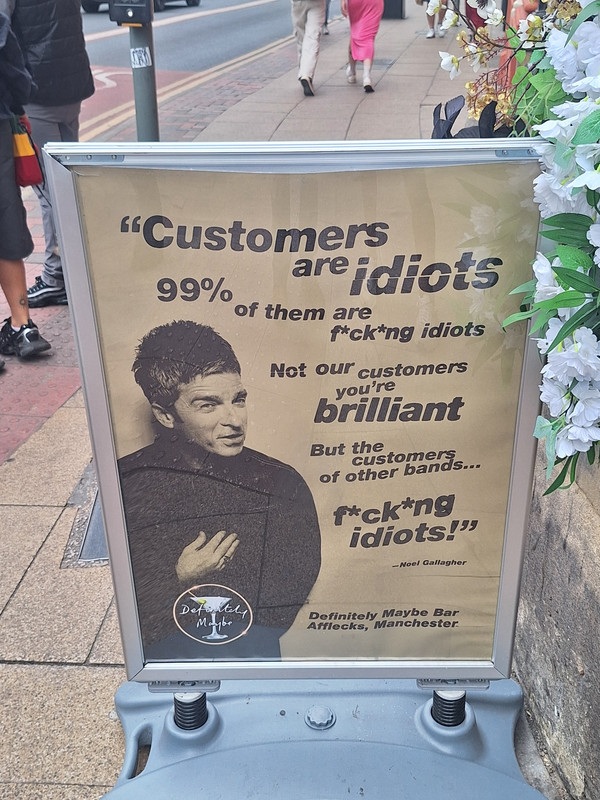 “Customers
are idiots
99% of them are
f*ck*ng idiots
Not our customers
you're
brilliant
But the
customers
of other bands...
f*ck*ng
idiots!”
—Noel Gallagher
Definitely
Maybe
Definitely Maybe Bar
Afflecks, Manchester